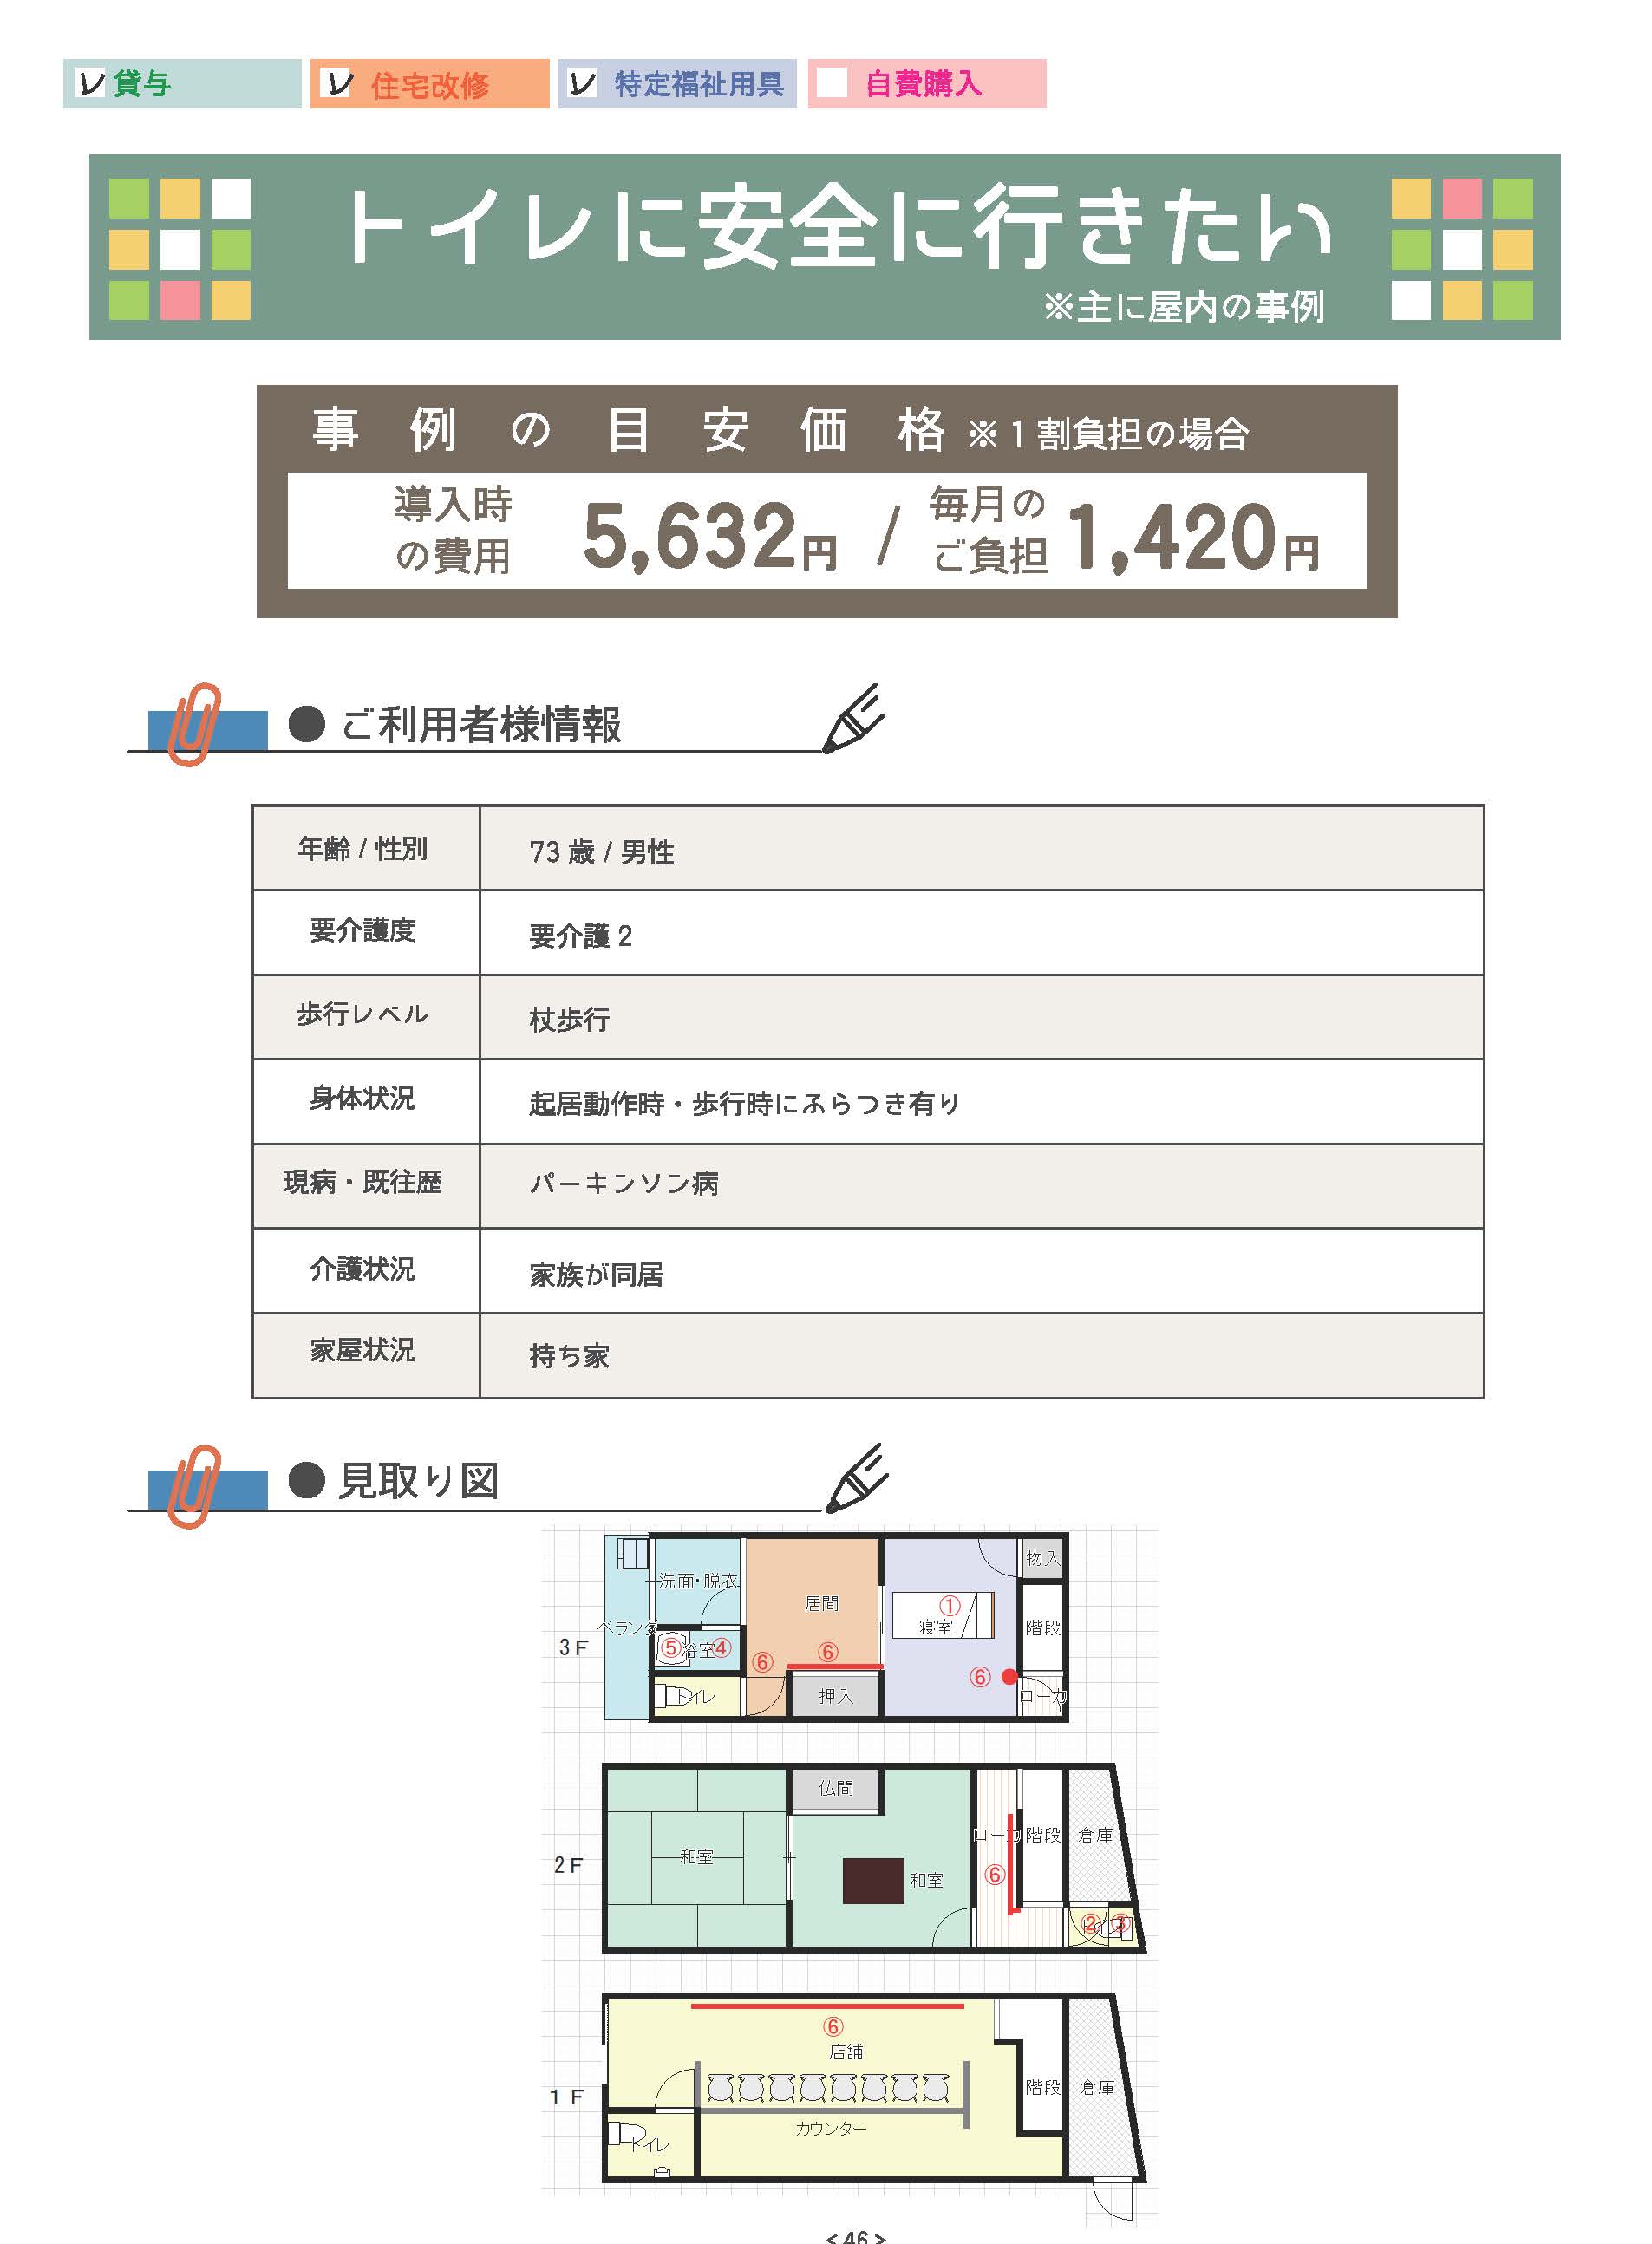 レ 貸与
レ 住宅改修
レ 特定福祉用具
自費購入
トイレに安全に行きたい
※主に屋内の事例
事例の目安価格 ※1割負担の場合
導入時の費用 5,632円 / 毎月のご負担 1,420円
● ご利用者様情報
年齢 / 性別 73 歳 / 男性
要介護度 要介護 2
歩行レベル 杖歩行
身体状況 起居動作時・歩行時にふらつき有り
現病・既往歴 パーキンソン病
介護状況 家族が同居
家屋状況 持ち家
● 見取り図
3F
ベランダ
洗面・脱衣
⑤ 浴室 ④
トイレ
居間
⑥
⑥
押入
①
寝室
⑥
物入
階段
ローカ
2F
和室
仏間
和室
ローカ
⑥
階段
倉庫
② トイレ ③
1F
⑥
店舗
カウンター
トイレ
階段
倉庫
<46>